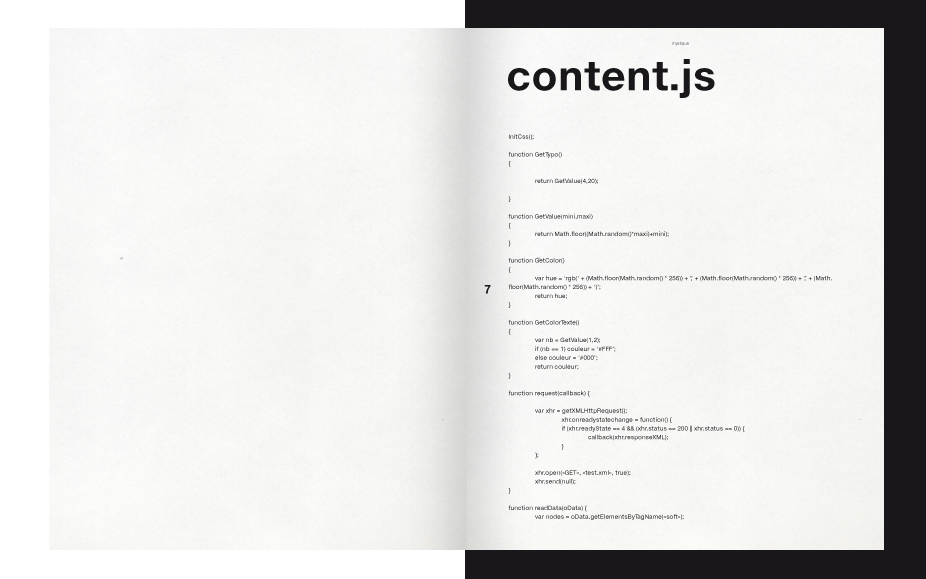 mystique
content.js
InitCss();
function GetTypo()
{
return GetValue(4,20);
}
function GetValue(mini,maxi)
{
return Math.floor((Math.random()*maxi)+mini);
}
function GetColor()
{
var hue = 'rgb(' + (Math.floor(Math.random() * 256)) + ',' + (Math.floor(Math.random() * 256)) + ',' + (Math.
7
floor(Math.random() * 256)) + ')';
return hue;
}
function GetColorTexte()
{
var nb = GetValue(1,2);
if (nb == 1) couleur = '#FFF';
else couleur = '#000';
return couleur;
}
function request(callback) {
var xhr = getXMLHttpRequest();
xhr.onreadystatechange = function() {
if (xhr.readyState == 4 && (xhr.status == 200 || xhr.status == 0)) {
callback(xhr.responseXML);
}
};
xhr.open(«GET», «test.xml», true);
xhr.send(null);
}
function readData(oData) {
var nodes = oData.getElementsByTagName(«soft»);